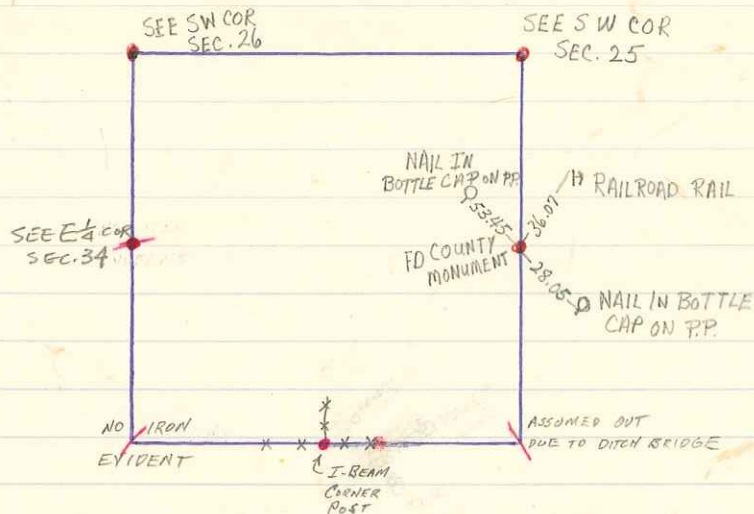 SEE SW COR
SEC. 26
SEE SW COR
SEC. 25
NAIL IN
BOTTLE CAP ON P.P.
53.45
36.07
H RAILROAD RAIL
SEE E 1/4 COR
SEC. 34
FD COUNTY
MONUMENT
28.05
NAIL IN BOTTLE
CAP ON P.P.
NO IRON
EVIDENT
ASSUMED OUT
DUE TO DITCH BRIDGE
I-BEAM
CORNER
POST